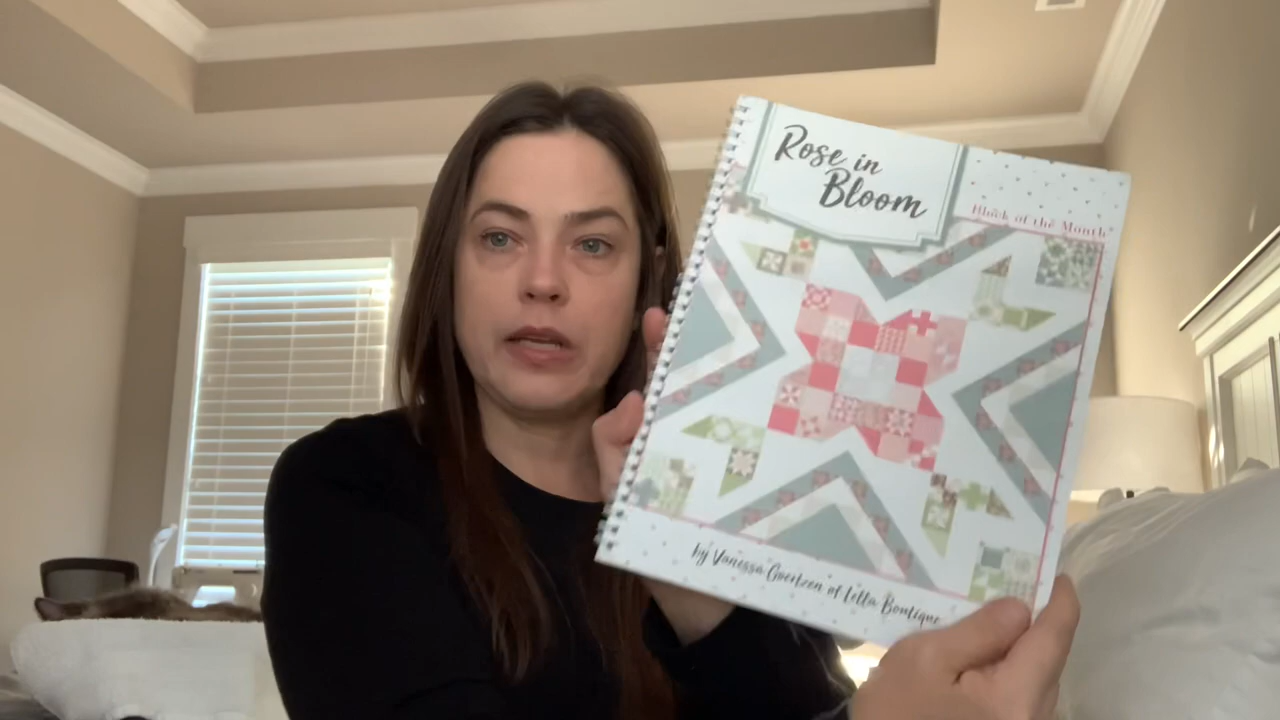 Rose in
Bloom
Block of the Month
by Vanessa Goertzen of Lella Boutique